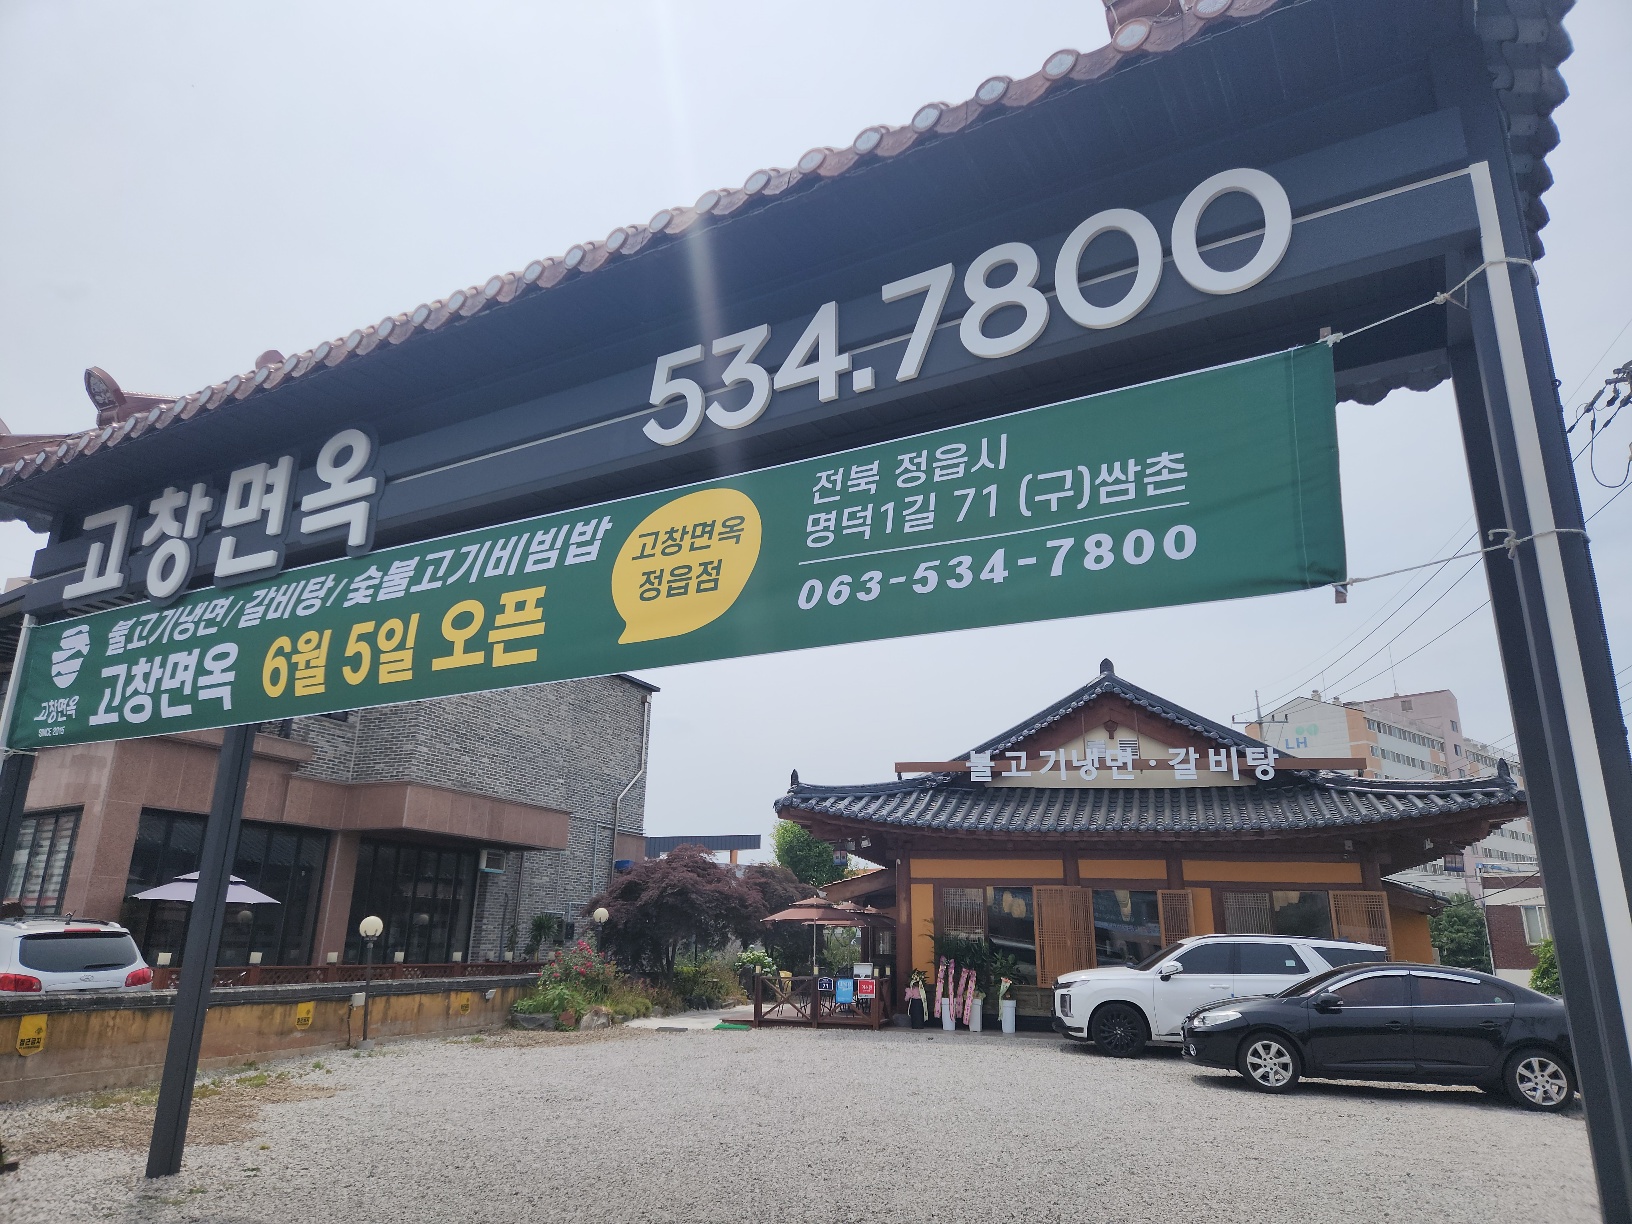 534.7800
고창면옥
불고기냉면/갈비탕/숯불고기비빔밥
고창면옥 6월 5일 오픈
고창면옥
SINCE 2015
고창면옥
정읍점
전북 정읍시
명덕1길 71 (구)쌈촌
063-534-7800
불고기냉면·갈비탕
LH